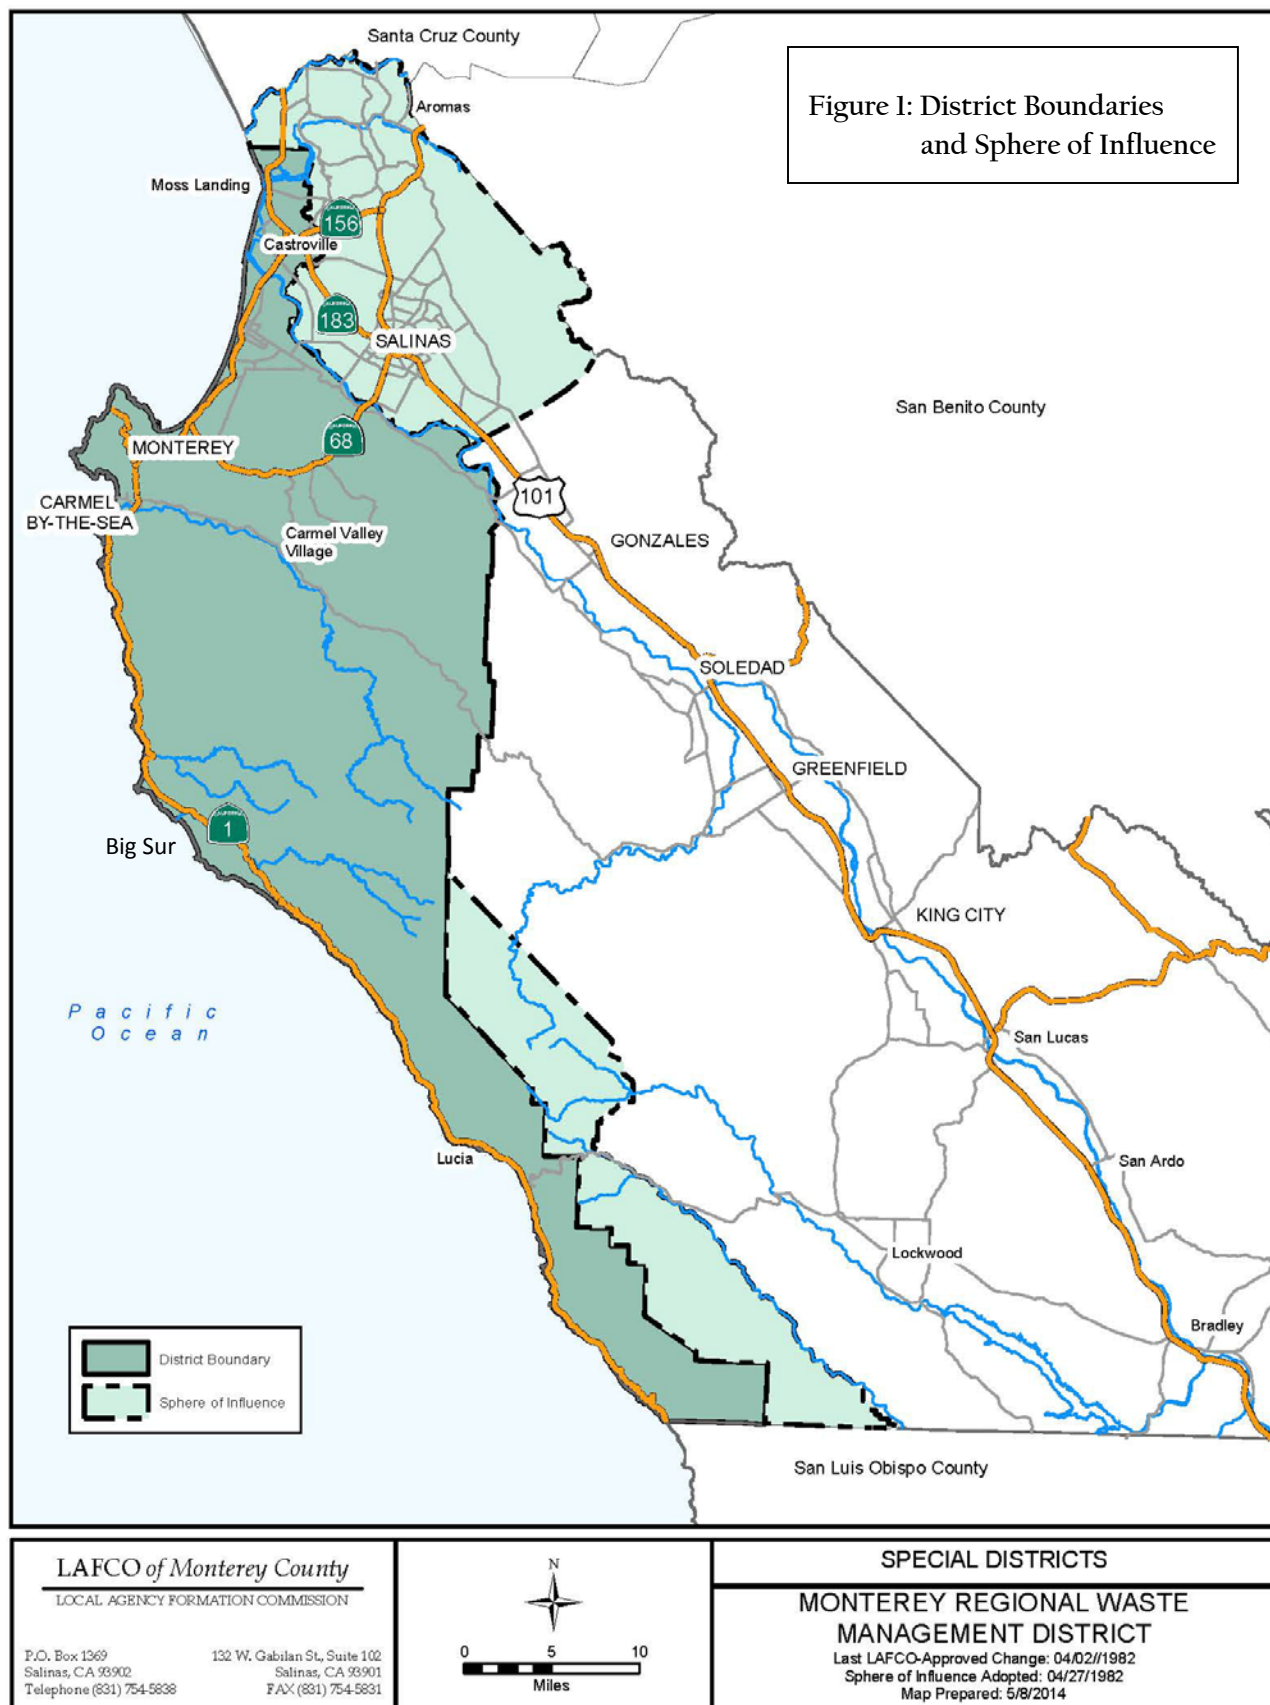 Santa Cruz County
Figure 1: District Boundaries
and Sphere of Influence
Aromas
Moss Landing
CALIFORNIA
156
Castroville
CALIFORNIA
183
SALINAS
San Benito County
CALIFORNIA
68
MONTEREY
101
CARMEL
BY-THE-SEA
Carmel Valley
Village
GONZALES
SOLEDAD
GREENFIELD
CALIFORNIA
1
Big Sur
KING CITY
Pacific
Ocean
San Lucas
Lucia
San Ardo
Lockwood
Bradley
District Boundary
Sphere of Influence
San Luis Obispo County
LAFCO of Monterey County
LOCAL AGENCY FORMATION COMMISSION
P.O. Box 1369
Salinas, CA 93902
Telephone (831) 754-5838
132 W. Gabilan St., Suite 102
Salinas, CA 93901
FAX (831) 754-5831
N
0 5 10
Miles
SPECIAL DISTRICTS
MONTEREY REGIONAL WASTE
MANAGEMENT DISTRICT
Last LAFCO-Approved Change: 04/02//1982
Sphere of Influence Adopted: 04/27/1982
Map Prepared: 5/8/2014